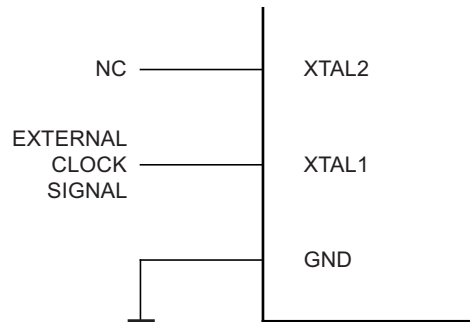 NC
XTAL2
EXTERNAL
CLOCK
SIGNAL
XTAL1
GND